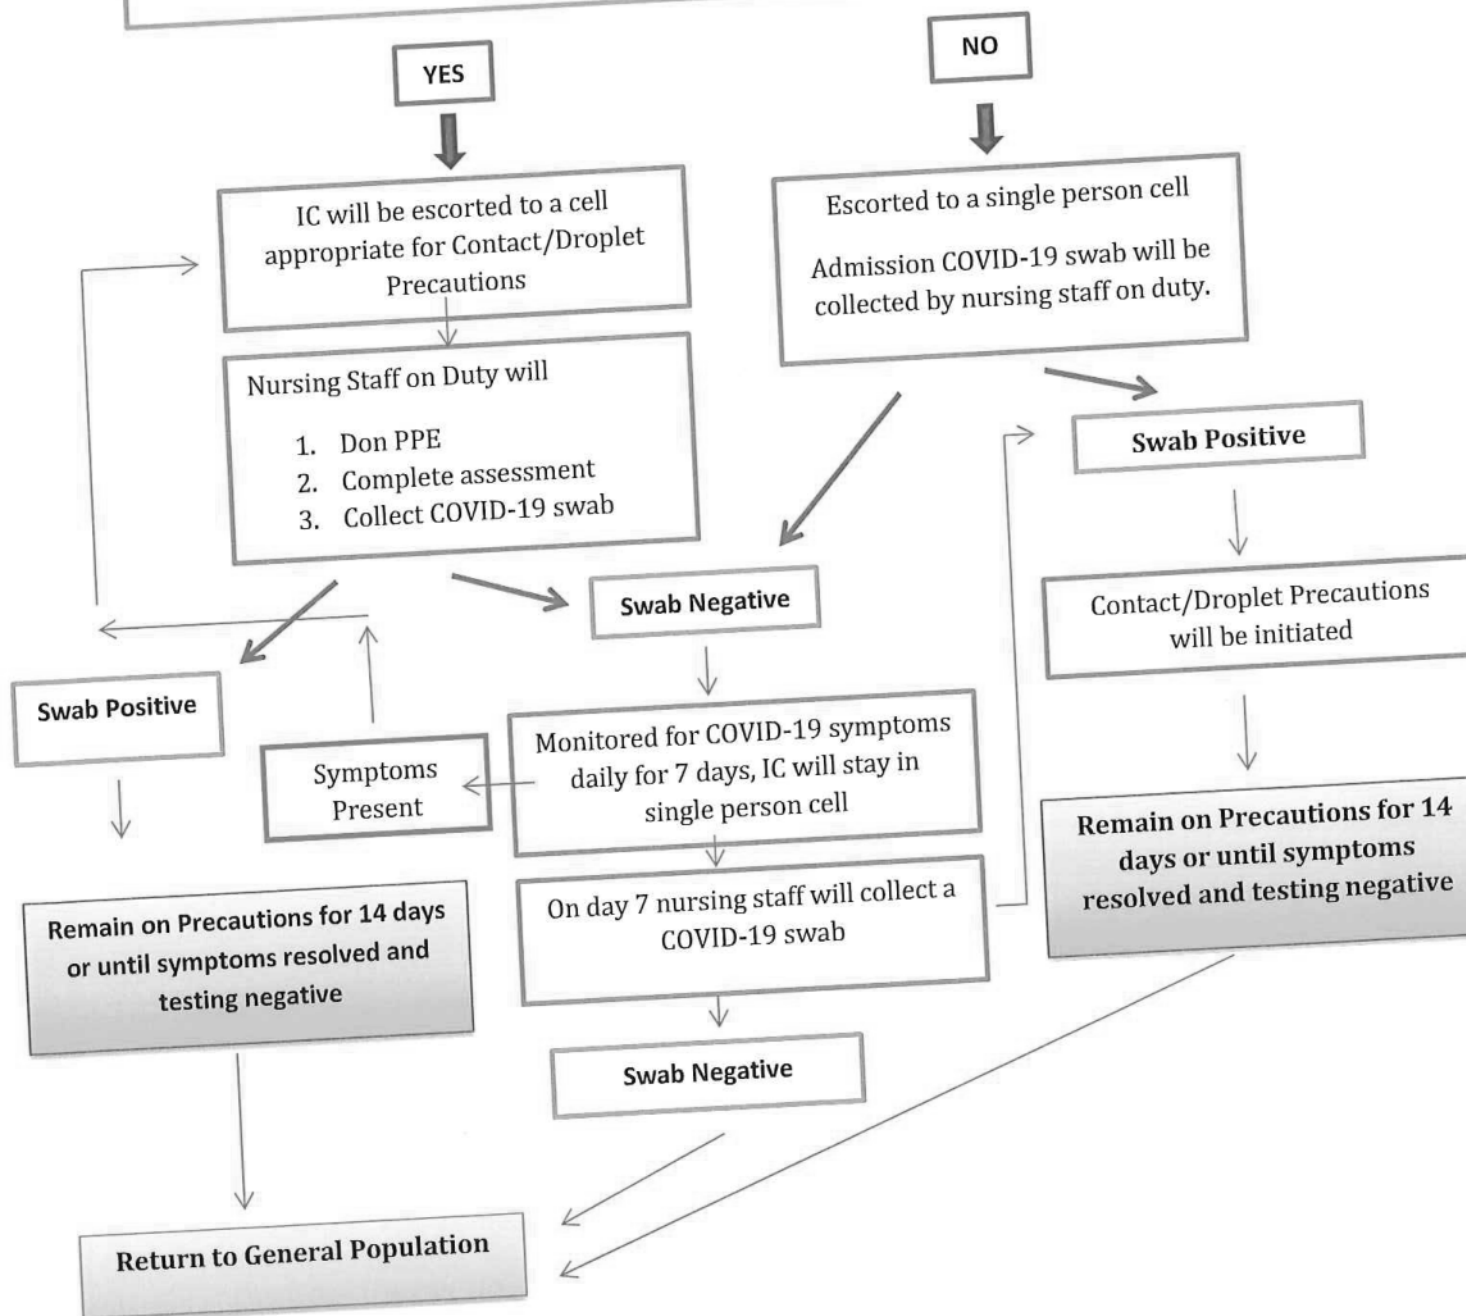 YES
NO
IC will be escorted to a cell
appropriate for Contact/Droplet
Precautions
Escorted to a single person cell
Admission COVID-19 swab will be
collected by nursing staff on duty.
Nursing Staff on Duty will
1. Don PPE
2. Complete assessment
3. Collect COVID-19 swab
Swab Positive
Swab Negative
Contact/Droplet Precautions
will be initiated
Swab Positive
Symptoms
Present
Monitored for COVID-19 symptoms
daily for 7 days, IC will stay in
single person cell
Remain on Precautions for 14
days or until symptoms
resolved and testing negative
On day 7 nursing staff will collect a
COVID-19 swab
Remain on Precautions for 14 days
or until symptoms resolved and
testing negative
Swab Negative
Return to General Population